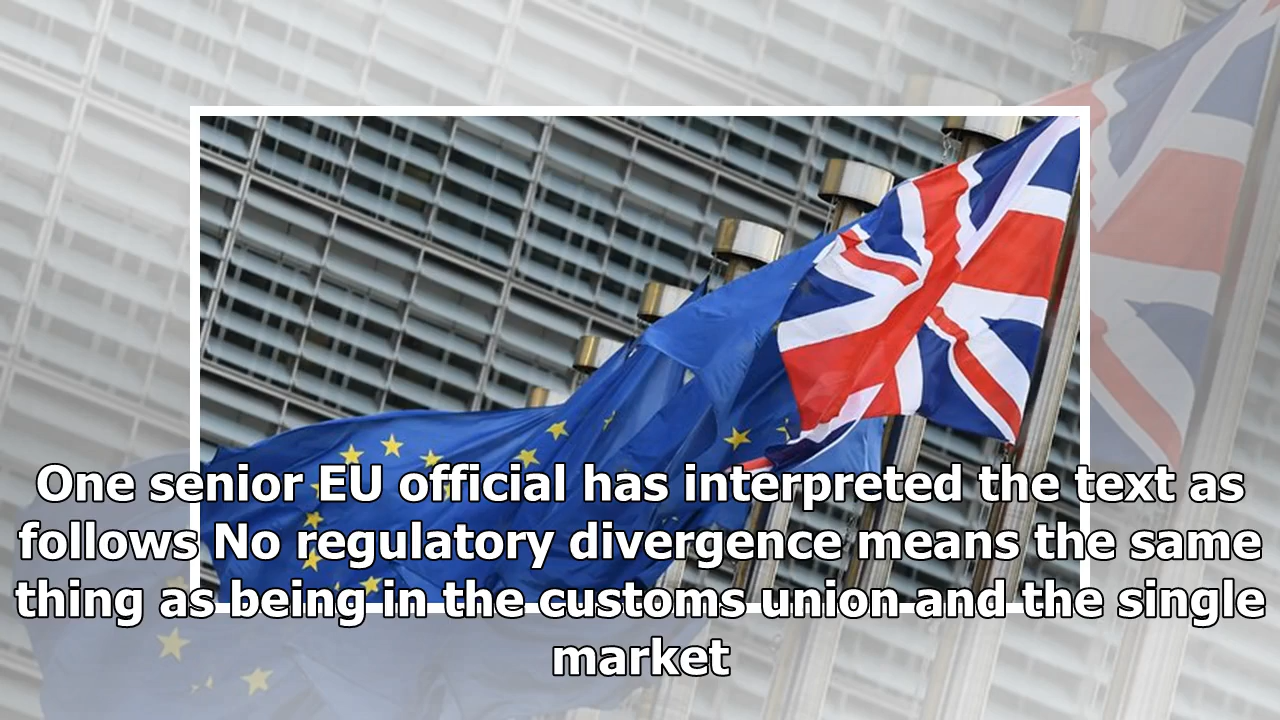 One senior EU official has interpreted the text as
follows No regulatory divergence means the same
thing as being in the customs union and the single
market